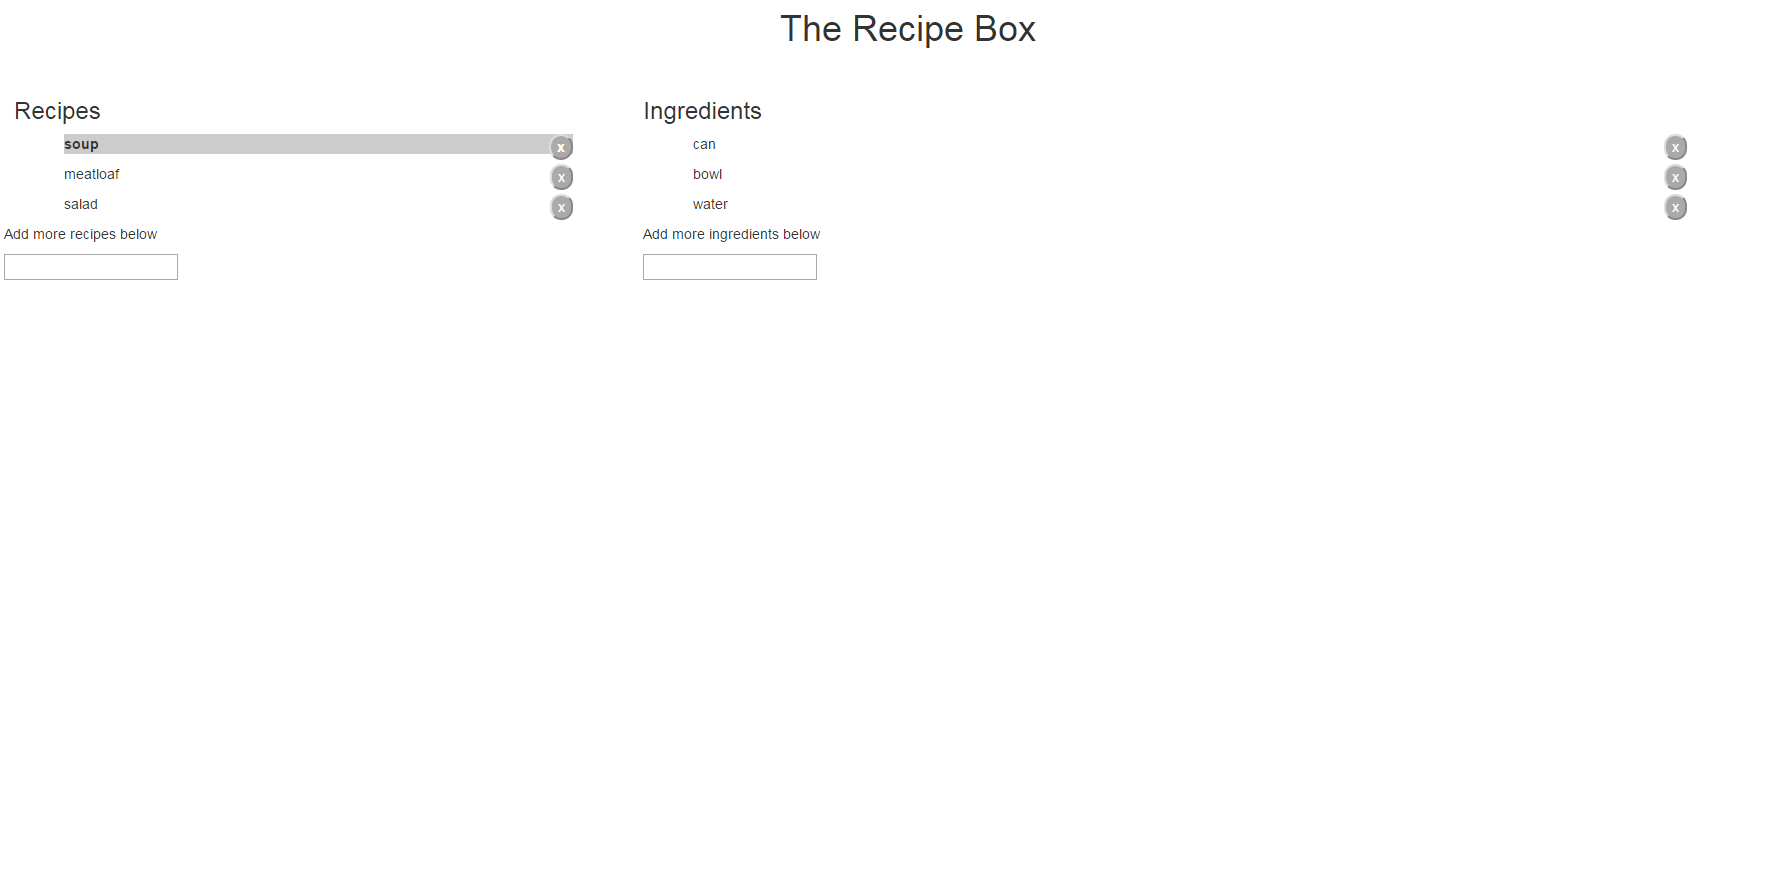 The Recipe Box
Recipes
soup x
meatloaf x
salad x
Add more recipes below
Ingredients
can x
bowl x
water x
Add more ingredients below